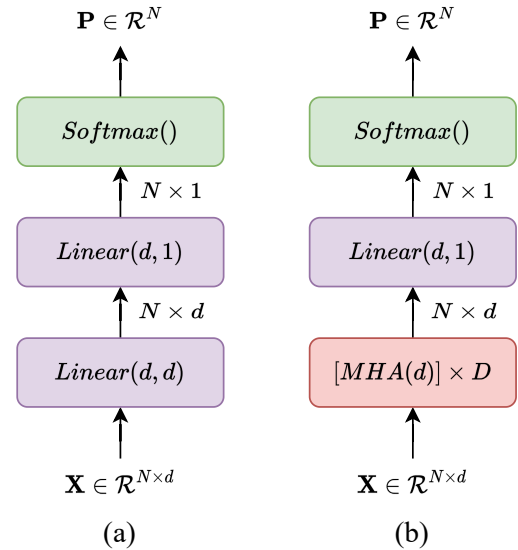 P ∈ R^N
Softmax()
N × 1
Linear(d, 1)
N × d
Linear(d, d)
X ∈ R^{N×d}
(a)
P ∈ R^N
Softmax()
N × 1
Linear(d, 1)
N × d
[MHA(d)] × D
X ∈ R^{N×d}
(b)